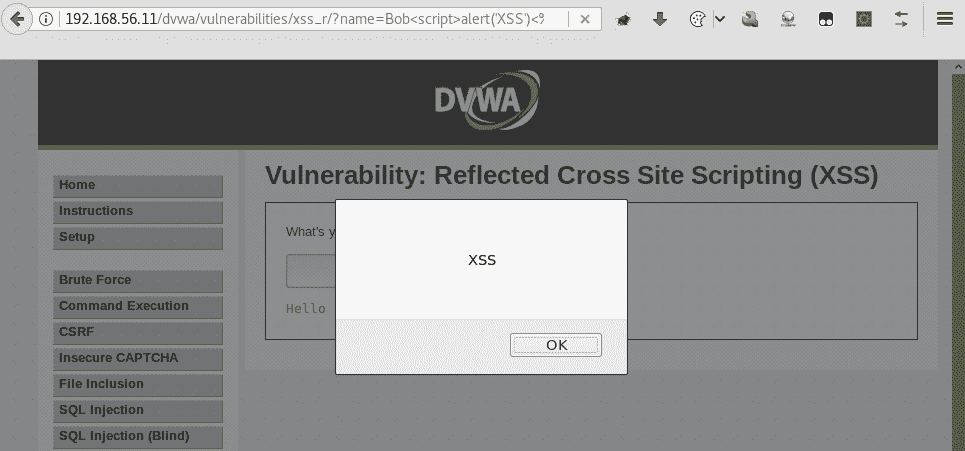 192.168.56.11/dvwa/vulnerabilities/xss_r/?name=Bob<script>alert('XSS')<%
DVWA
Vulnerability: Reflected Cross Site Scripting (XSS)
Home
Instructions
Setup
Brute Force
Command Execution
CSRF
Insecure CAPTCHA
File Inclusion
SQL Injection
SQL Injection (Blind)
What's y
Hello
XSS
OK